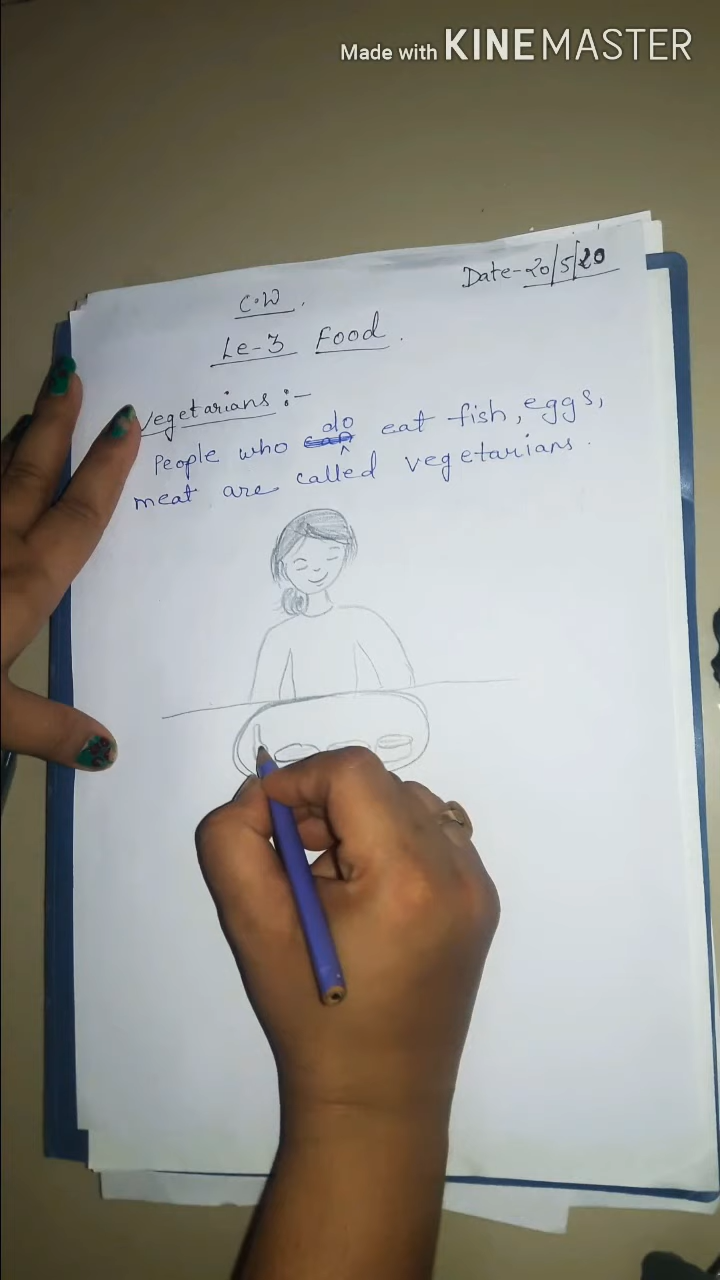 Made with KINEMASTER
Date-20/5/20
C.W.
Le-3 Food.
Vegetarians :-
People who do eat fish, eggs,
meat are called vegetarians.